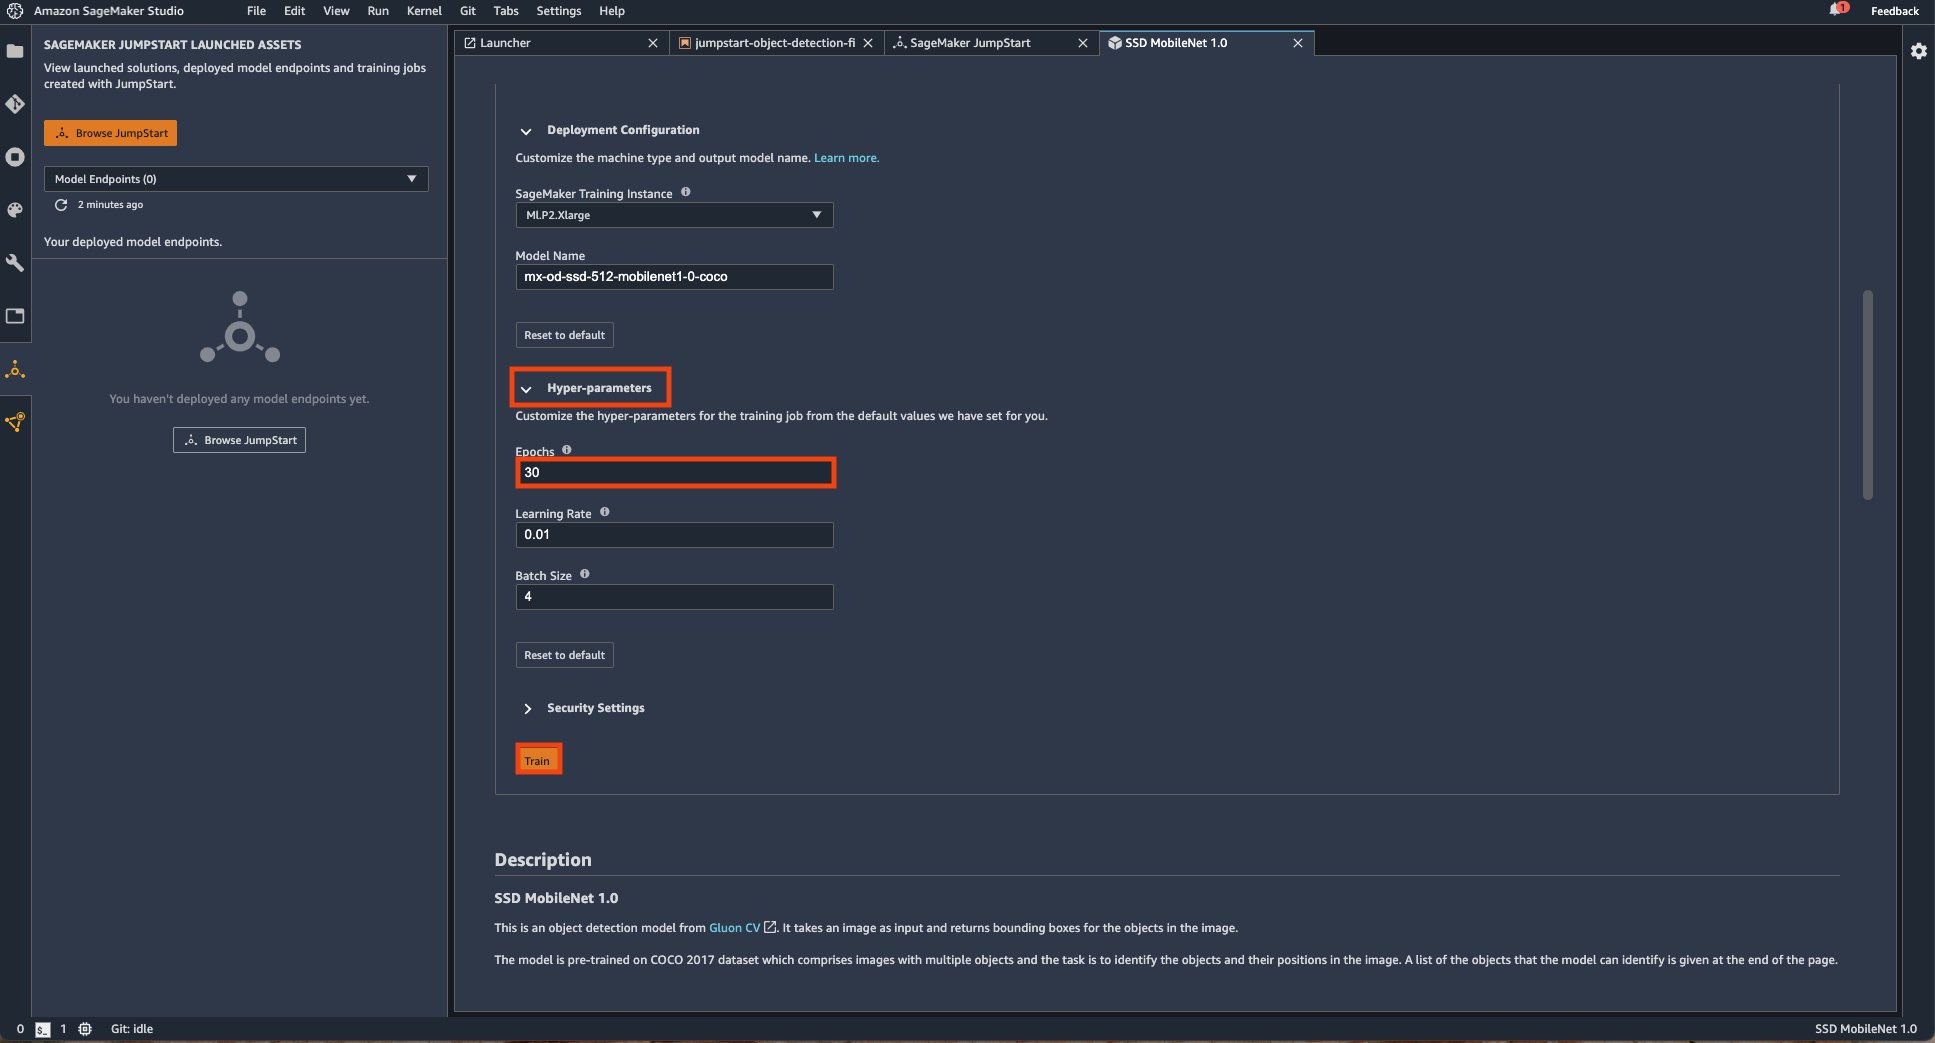 Amazon SageMaker Studio
File Edit View Run Kernel Git Tabs Settings Help
1
Feedback
SAGEMAKER JUMPSTART LAUNCHED ASSETS
View launched solutions, deployed model endpoints and training jobs
created with JumpStart.
Browse JumpStart
Model Endpoints (0)
2 minutes ago
Your deployed model endpoints.
You haven't deployed any model endpoints yet.
Browse JumpStart
Launcher
jumpstart-object-detection-fi
SageMaker JumpStart
SSD MobileNet 1.0
Deployment Configuration
Customize the machine type and output model name. Learn more.
SageMaker Training Instance
Ml.P2.Xlarge
Model Name
mx-od-ssd-512-mobilenet1-0-coco
Reset to default
Hyper-parameters
Customize the hyper-parameters for the training job from the default values we have set for you.
Epochs
30
Learning Rate
0.01
Batch Size
4
Reset to default
Security Settings
Train
Description
SSD MobileNet 1.0
This is an object detection model from Gluon CV. It takes an image as input and returns bounding boxes for the objects in the image.
The model is pre-trained on COCO 2017 dataset which comprises images with multiple objects and the task is to identify the objects and their positions in the image. A list of the objects that the model can identify is given at the end of the page.
0 $_ 1 Git: idle
SSD MobileNet 1.0